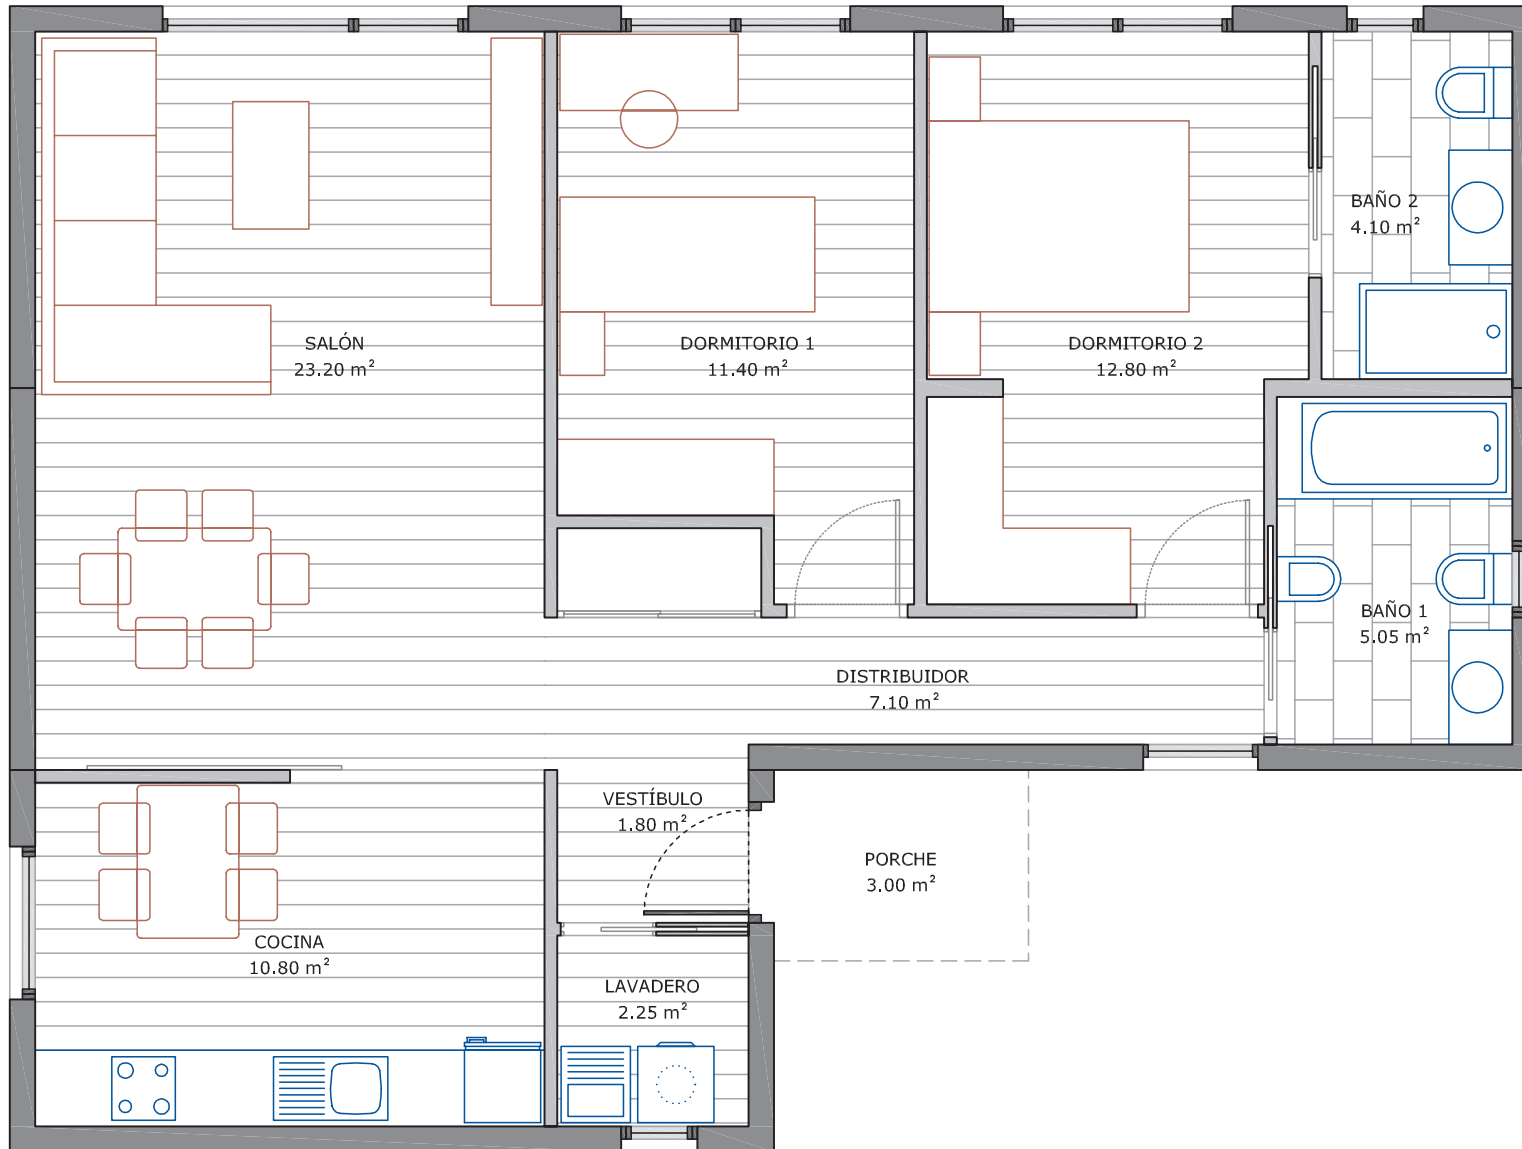 BAÑO 2
4.10 m²
SALÓN
23.20 m²
DORMITORIO 1
11.40 m²
DORMITORIO 2
12.80 m²
BAÑO 1
5.05 m²
DISTRIBUIDOR
7.10 m²
VESTÍBULO
1.80 m²
PORCHE
3.00 m²
COCINA
10.80 m²
LAVADERO
2.25 m²